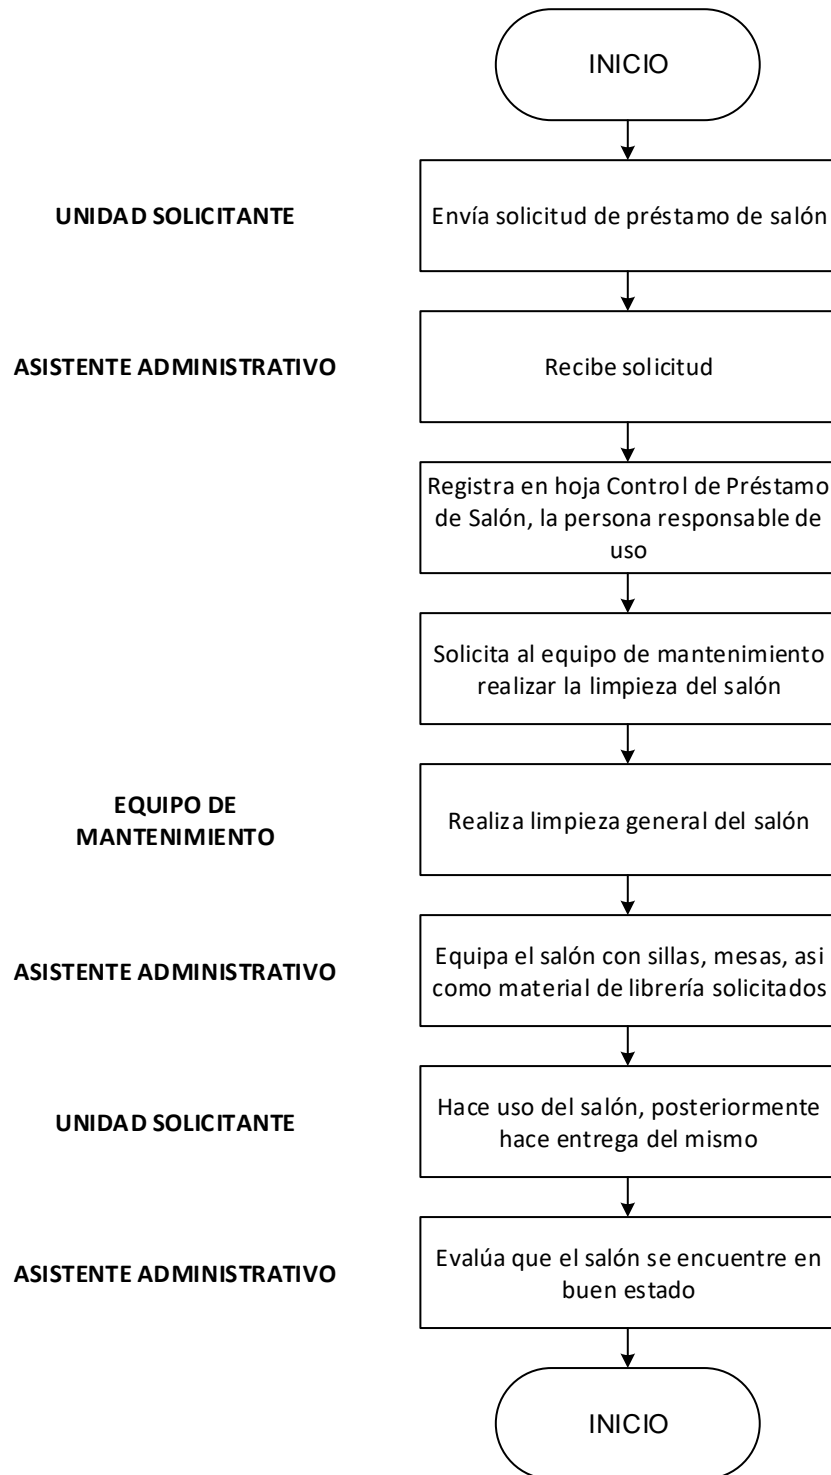 INICIO
UNIDAD SOLICITANTE
Envía solicitud de préstamo de salón
ASISTENTE ADMINISTRATIVO
Recibe solicitud
Registra en hoja Control de Préstamo
de Salón, la persona responsable de
uso
Solicita al equipo de mantenimiento
realizar la limpieza del salón
EQUIPO DE
MANTENIMIENTO
Realiza limpieza general del salón
ASISTENTE ADMINISTRATIVO
Equipa el salón con sillas, mesas, asi
como material de librería solicitados
UNIDAD SOLICITANTE
Hace uso del salón, posteriormente
hace entrega del mismo
ASISTENTE ADMINISTRATIVO
Evalúa que el salón se encuentre en
buen estado
INICIO